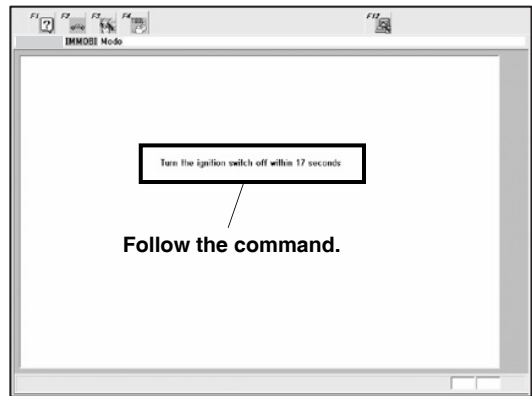 F1 F2 F3 F4 F12
IMMOBI Mode
Turn the ignition switch off within 17 seconds
Follow the command.